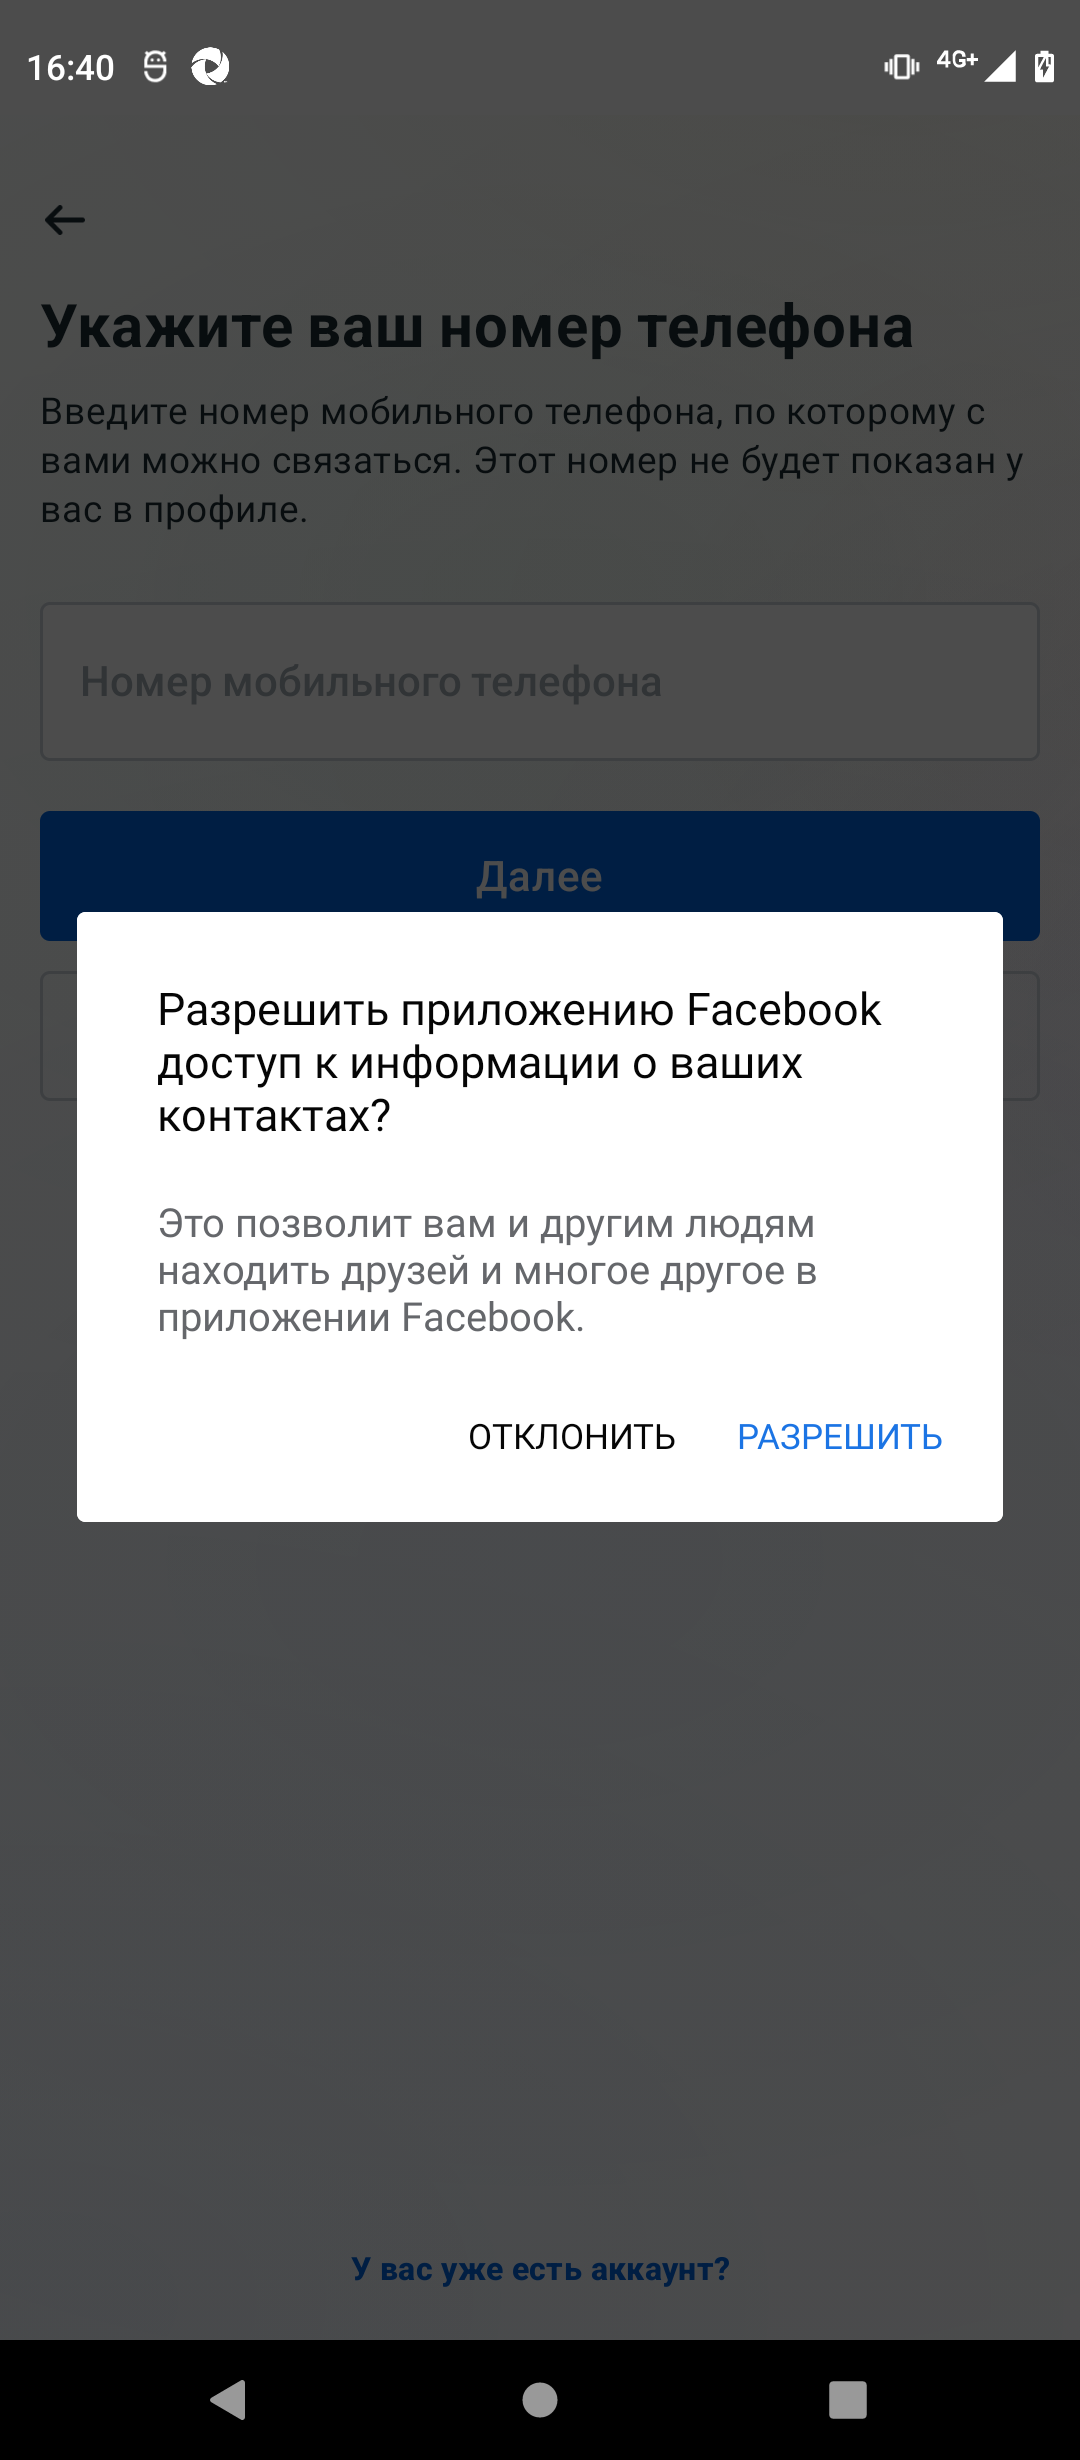 16:40
4G+
Укажите ваш номер телефона
Введите номер мобильного телефона, по которому с
вами можно связаться. Этот номер не будет показан у
вас в профиле.
Номер мобильного телефона
Далее
Разрешить приложению Facebook
доступ к информации о ваших
контактах?
Это позволит вам и другим людям
находить друзей и многое другое в
приложении Facebook.
ОТКЛОНИТЬ РАЗРЕШИТЬ
У вас уже есть аккаунт?